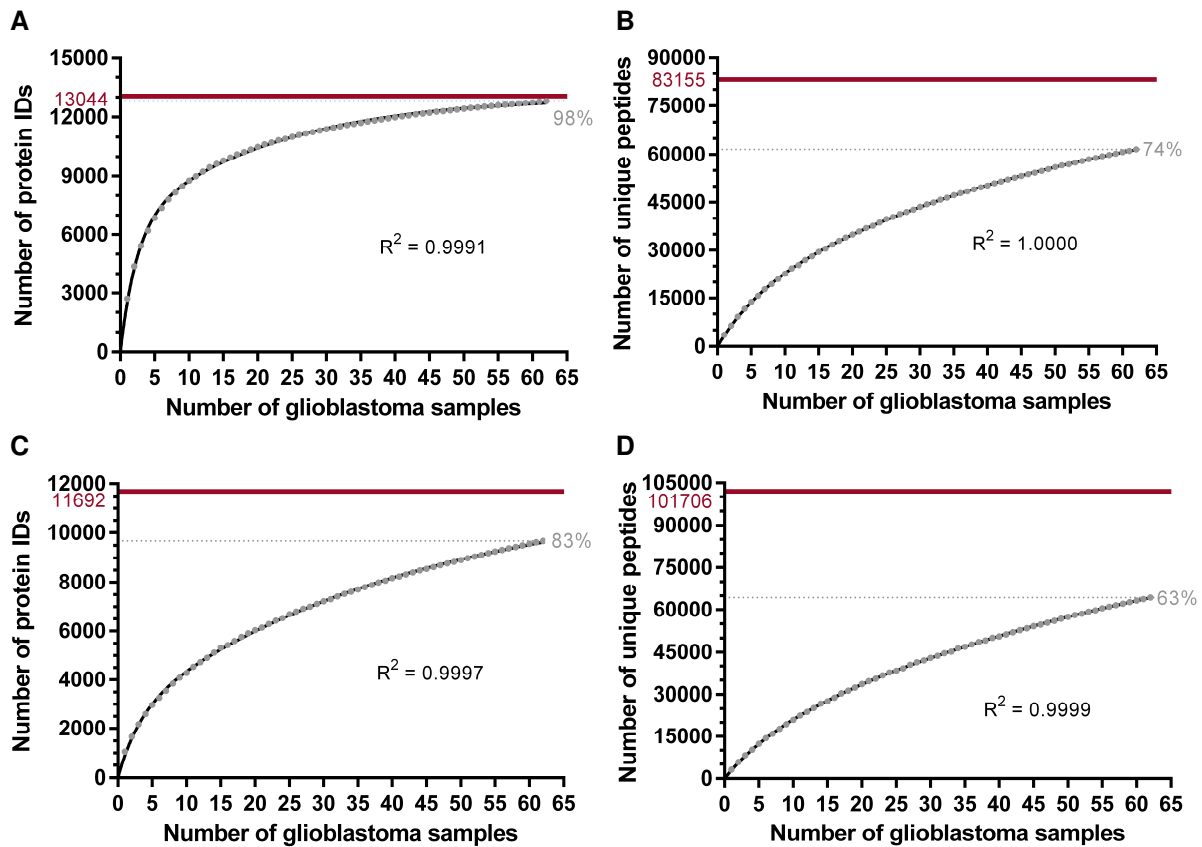 A
Number of protein IDs
15000
13044
12000
9000
6000
3000
0
98%
R² = 0.9991
0 5 10 15 20 25 30 35 40 45 50 55 60 65
Number of glioblastoma samples
B
Number of unique peptides
90000
83155
75000
60000
45000
30000
15000
0
74%
R² = 1.0000
0 5 10 15 20 25 30 35 40 45 50 55 60 65
Number of glioblastoma samples
C
Number of protein IDs
12000
11692
10000
8000
6000
4000
2000
0
83%
R² = 0.9997
0 5 10 15 20 25 30 35 40 45 50 55 60 65
Number of glioblastoma samples
D
Number of unique peptides
105000
101706
90000
75000
60000
45000
30000
15000
0
63%
R² = 0.9999
0 5 10 15 20 25 30 35 40 45 50 55 60 65
Number of glioblastoma samples